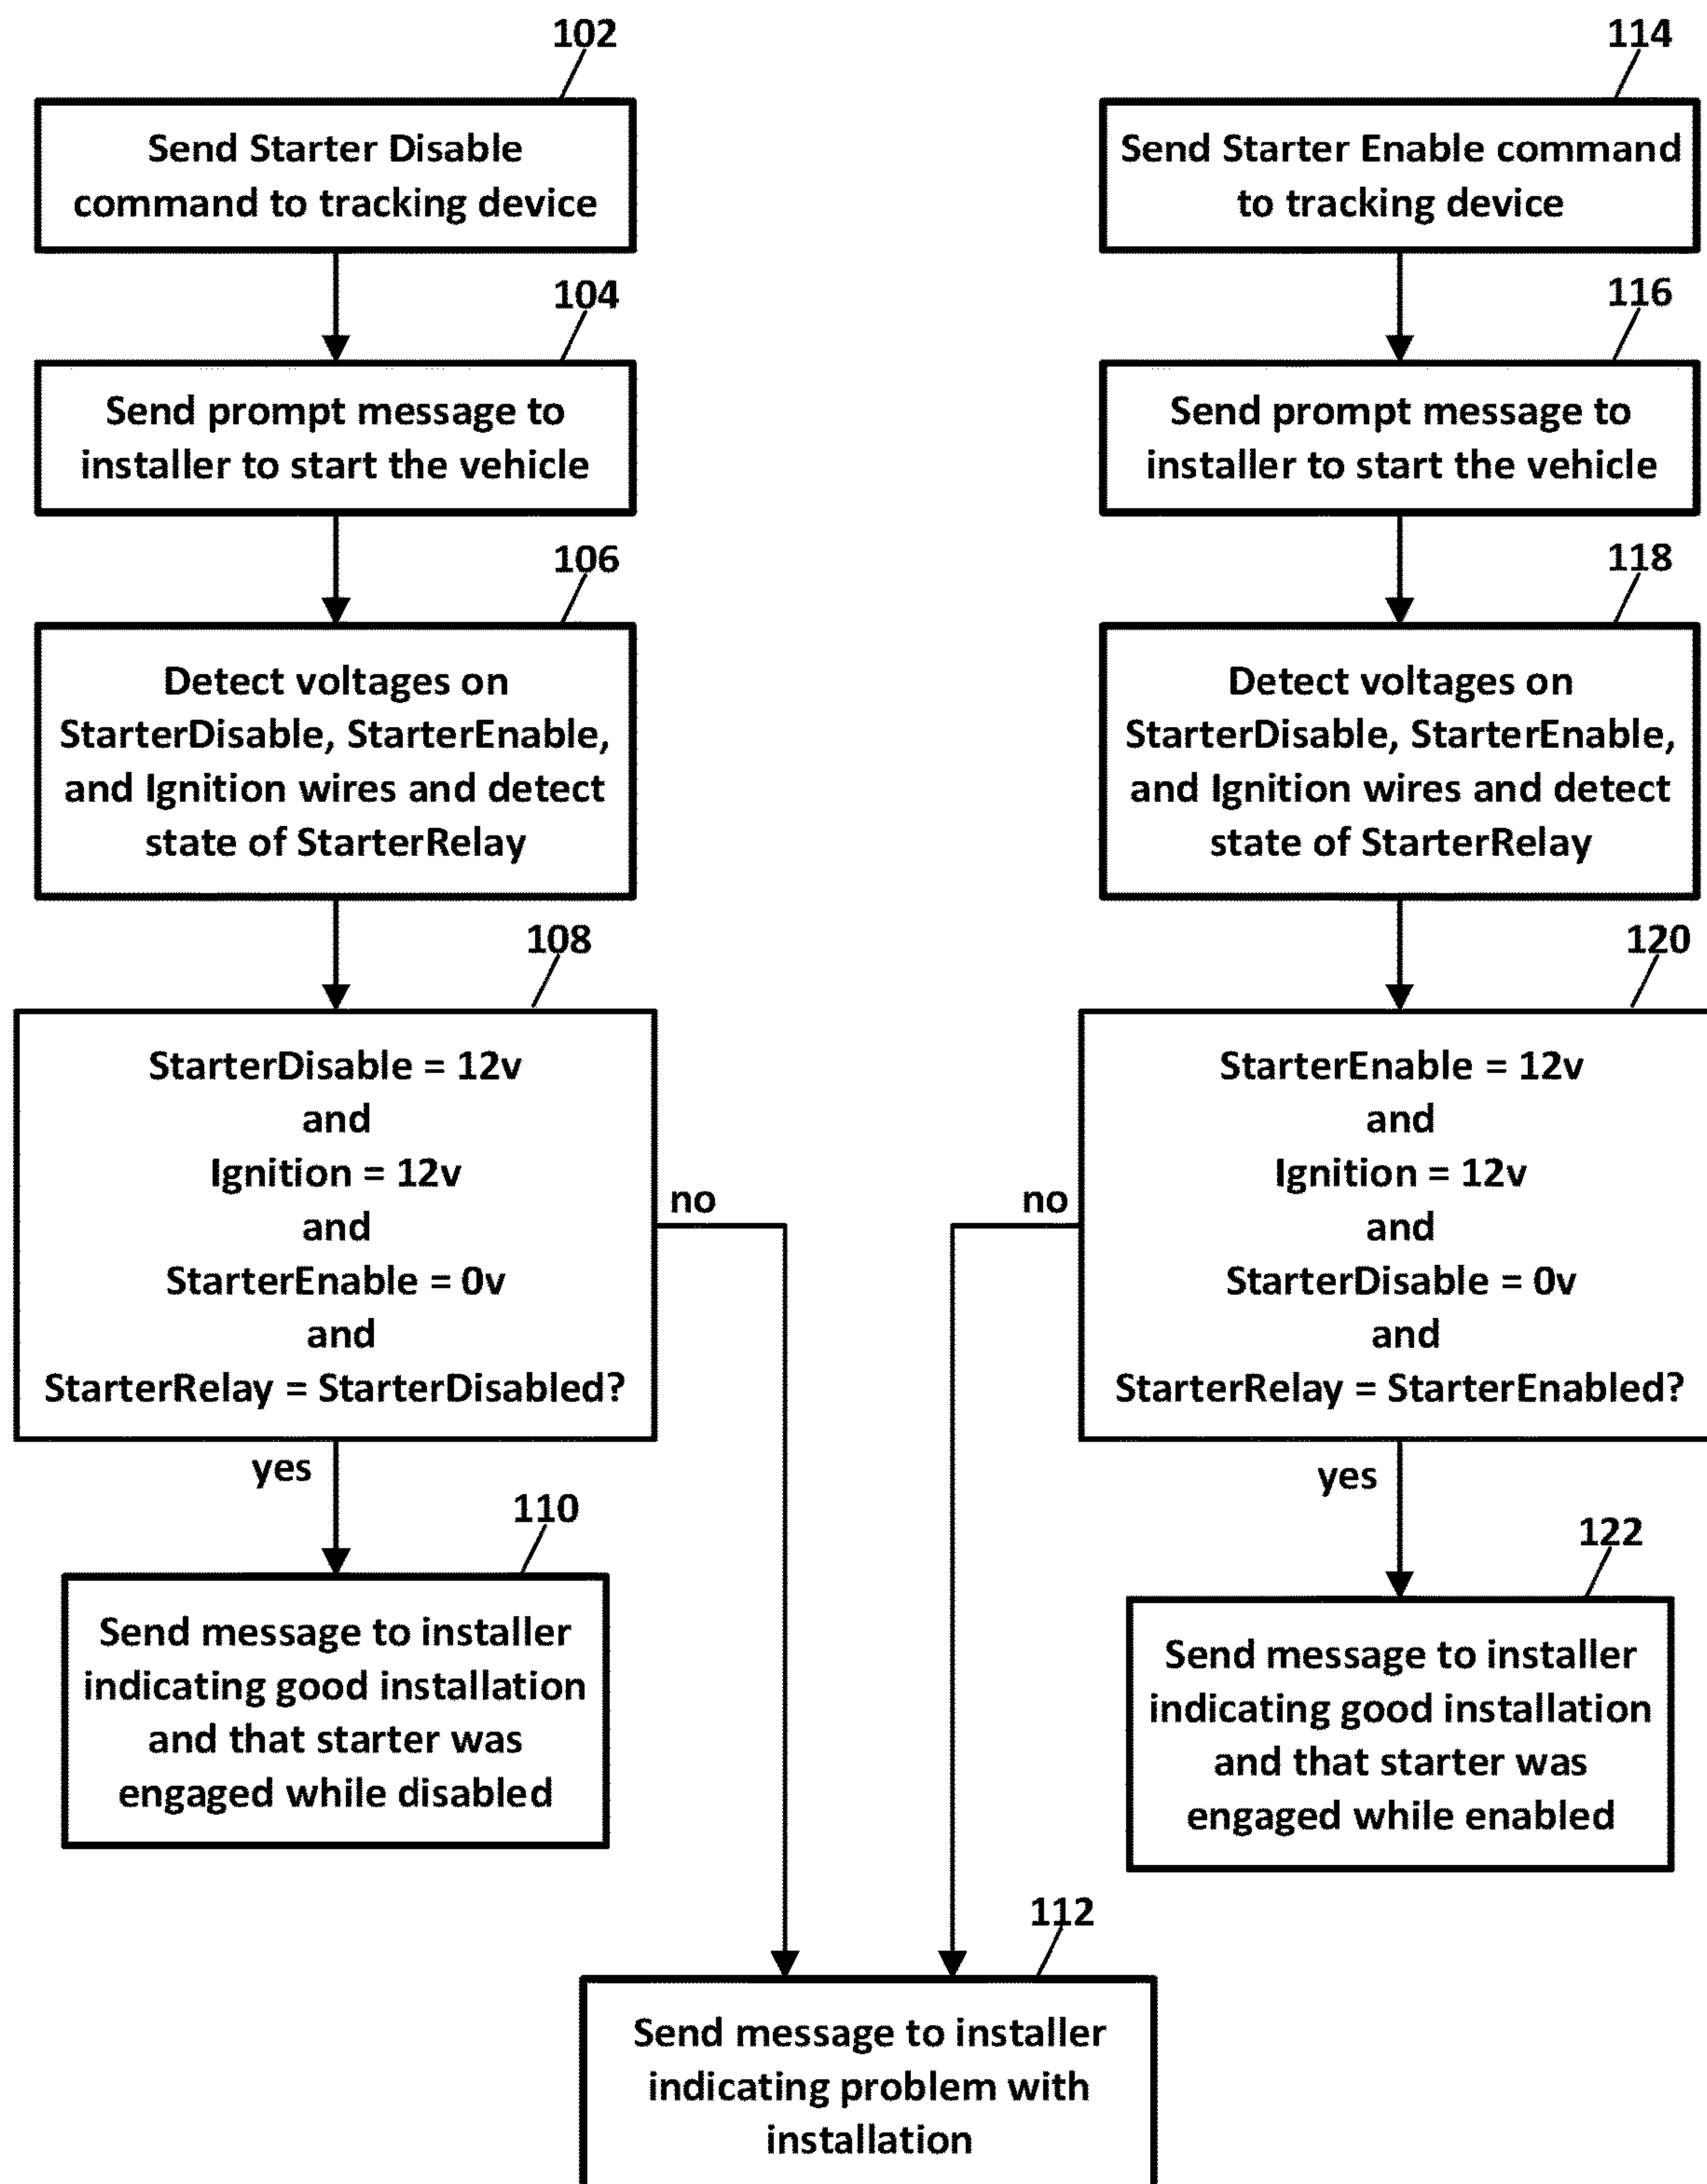 102
Send Starter Disable
command to tracking device
104
Send prompt message to
installer to start the vehicle
106
Detect voltages on
StarterDisable, StarterEnable,
and Ignition wires and detect
state of StarterRelay
108
StarterDisable = 12v
and
Ignition = 12v
and
StarterEnable = 0v
and
StarterRelay = StarterDisabled?
no
yes
110
Send message to installer
indicating good installation
and that starter was
engaged while disabled
114
Send Starter Enable command
to tracking device
116
Send prompt message to
installer to start the vehicle
118
Detect voltages on
StarterDisable, StarterEnable,
and Ignition wires and detect
state of StarterRelay
120
StarterEnable = 12v
and
Ignition = 12v
and
StarterDisable = 0v
and
StarterRelay = StarterEnabled?
no
yes
122
Send message to installer
indicating good installation
and that starter was
engaged while enabled
112
Send message to installer
indicating problem with
installation